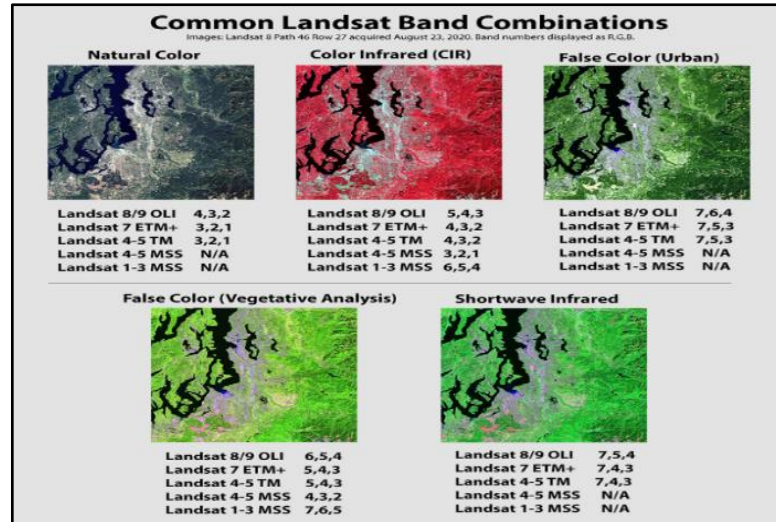 Common Landsat Band Combinations
Images: Landsat 8 Path 46 Row 27 acquired August 23, 2020. Band numbers displayed as R,G,B.
Natural Color
Landsat 8/9 OLI 4,3,2
Landsat 7 ETM+ 3,2,1
Landsat 4-5 TM 3,2,1
Landsat 4-5 MSS N/A
Landsat 1-3 MSS N/A
Color Infrared (CIR)
Landsat 8/9 OLI 5,4,3
Landsat 7 ETM+ 4,3,2
Landsat 4-5 TM 4,3,2
Landsat 4-5 MSS 3,2,1
Landsat 1-3 MSS 6,5,4
False Color (Urban)
Landsat 8/9 OLI 7,6,4
Landsat 7 ETM+ 7,5,3
Landsat 4-5 TM 7,5,3
Landsat 4-5 MSS N/A
Landsat 1-3 MSS N/A
False Color (Vegetative Analysis)
Landsat 8/9 OLI 6,5,4
Landsat 7 ETM+ 5,4,3
Landsat 4-5 TM 5,4,3
Landsat 4-5 MSS 4,3,2
Landsat 1-3 MSS 7,6,5
Shortwave Infrared
Landsat 8/9 OLI 7,5,4
Landsat 7 ETM+ 7,4,3
Landsat 4-5 TM 7,4,3
Landsat 4-5 MSS N/A
Landsat 1-3 MSS N/A